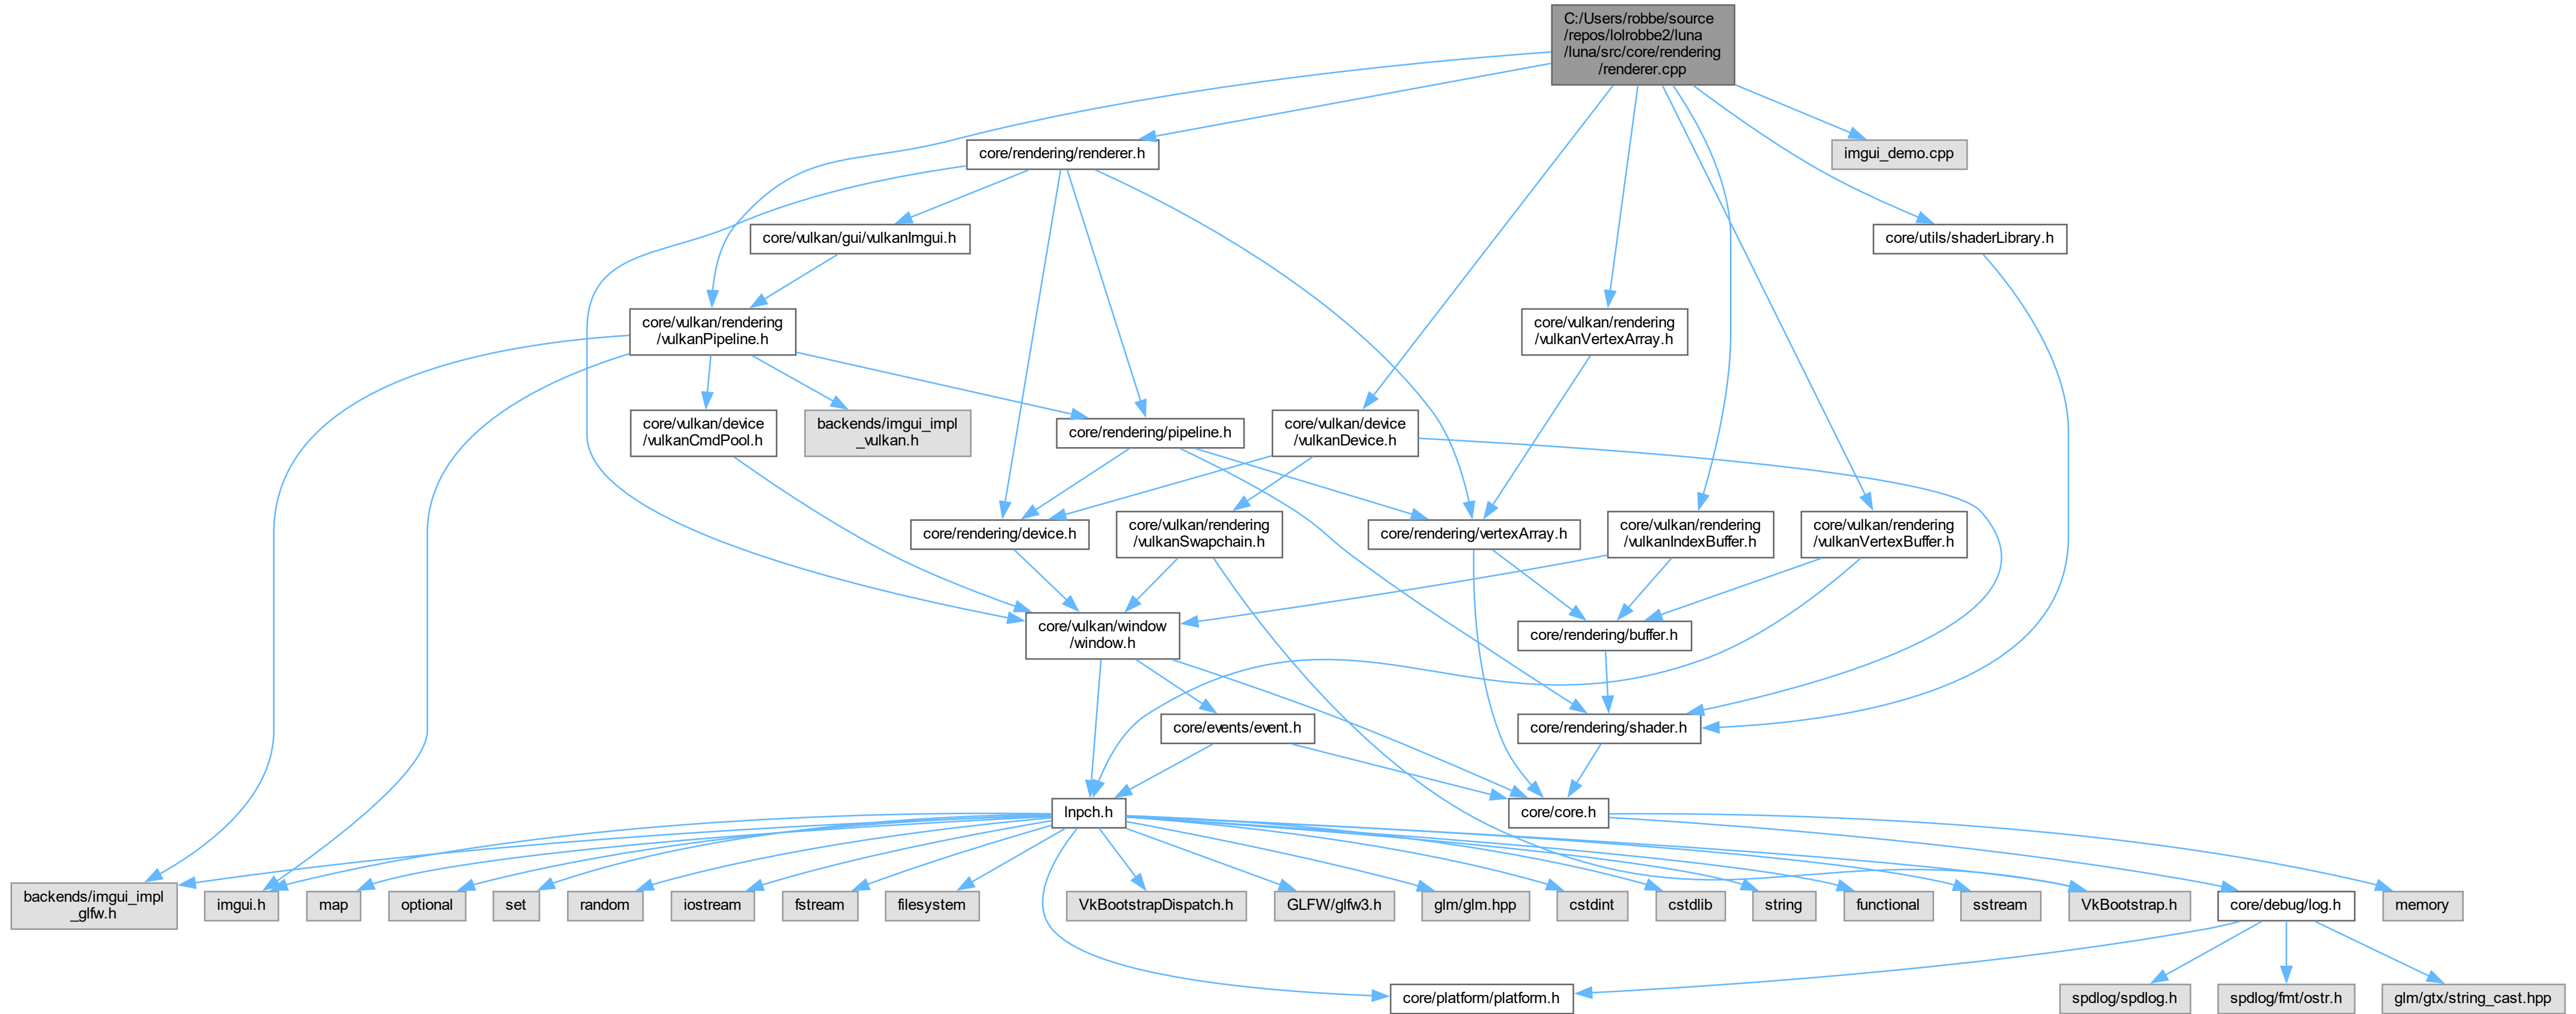 C:/Users/robbe/source
/repos/lolrobbe2/luna
/luna/src/core/rendering
/renderer.cpp
core/rendering/renderer.h
imgui_demo.cpp
core/vulkan/gui/vulkanImgui.h
core/utils/shaderLibrary.h
core/vulkan/rendering
/vulkanPipeline.h
core/vulkan/rendering
/vulkanVertexArray.h
core/vulkan/device
/vulkanCmdPool.h
backends/imgui_impl
_vulkan.h
core/rendering/pipeline.h
core/vulkan/device
/vulkanDevice.h
core/rendering/device.h
core/vulkan/rendering
/vulkanSwapchain.h
core/rendering/vertexArray.h
core/vulkan/rendering
/vulkanIndexBuffer.h
core/vulkan/rendering
/vulkanVertexBuffer.h
core/vulkan/window
/window.h
core/rendering/buffer.h
core/events/event.h
core/rendering/shader.h
lnpch.h
core/core.h
backends/imgui_impl
_glfw.h
imgui.h
map
optional
set
random
iostream
fstream
filesystem
VkBootstrapDispatch.h
GLFW/glfw3.h
glm/glm.hpp
cstdint
cstdlib
string
functional
sstream
VkBootstrap.h
core/debug/log.h
memory
core/platform/platform.h
spdlog/spdlog.h
spdlog/fmt/ostr.h
glm/gtx/string_cast.hpp